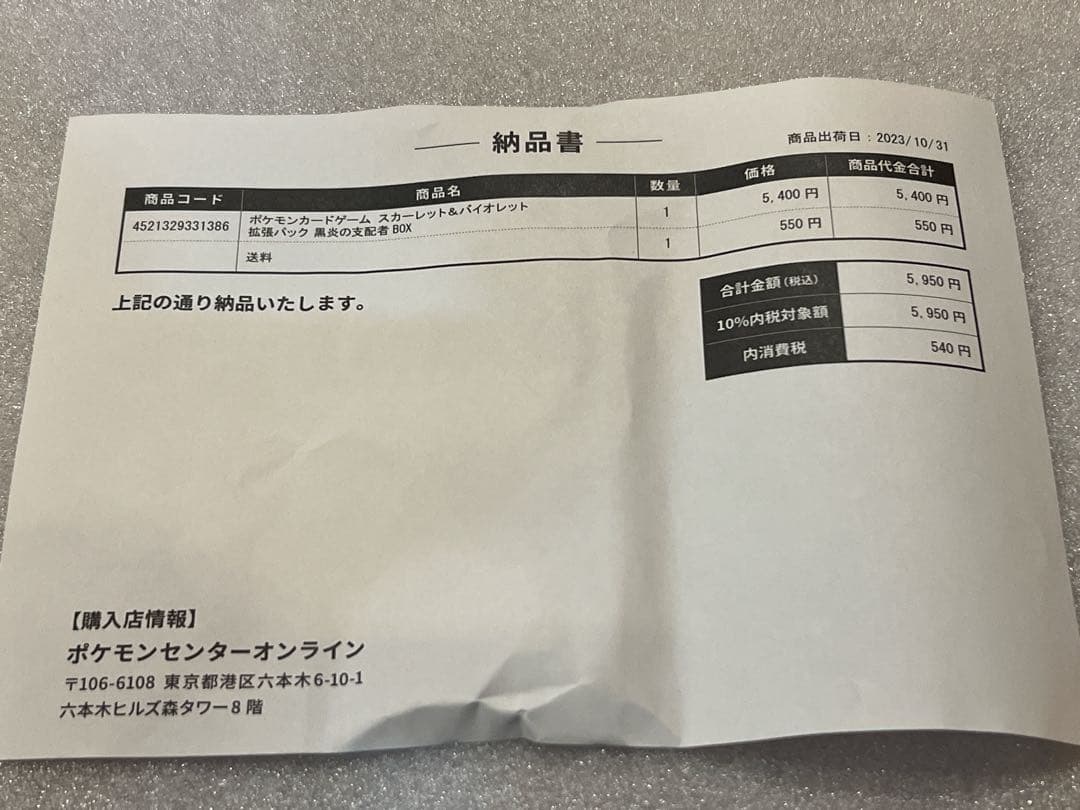 納品書
商品出荷日：2023/10/31
商品コード 商品名 数量 価格 商品代金合計
4521329331386 ポケモンカードゲーム スカーレット&バイオレット 1 5,400 円 5,400 円
拡張パック 黒炎の支配者 BOX
送料 1 550 円 550 円
合計金額(税込) 5,950 円
10%内税対象額 5,950 円
内消費税 540 円
上記の通り納品いたします。
【購入店情報】
ポケモンセンターオンライン
〒106-6108 東京都港区六本木6-10-1
六本木ヒルズ森タワー8 階